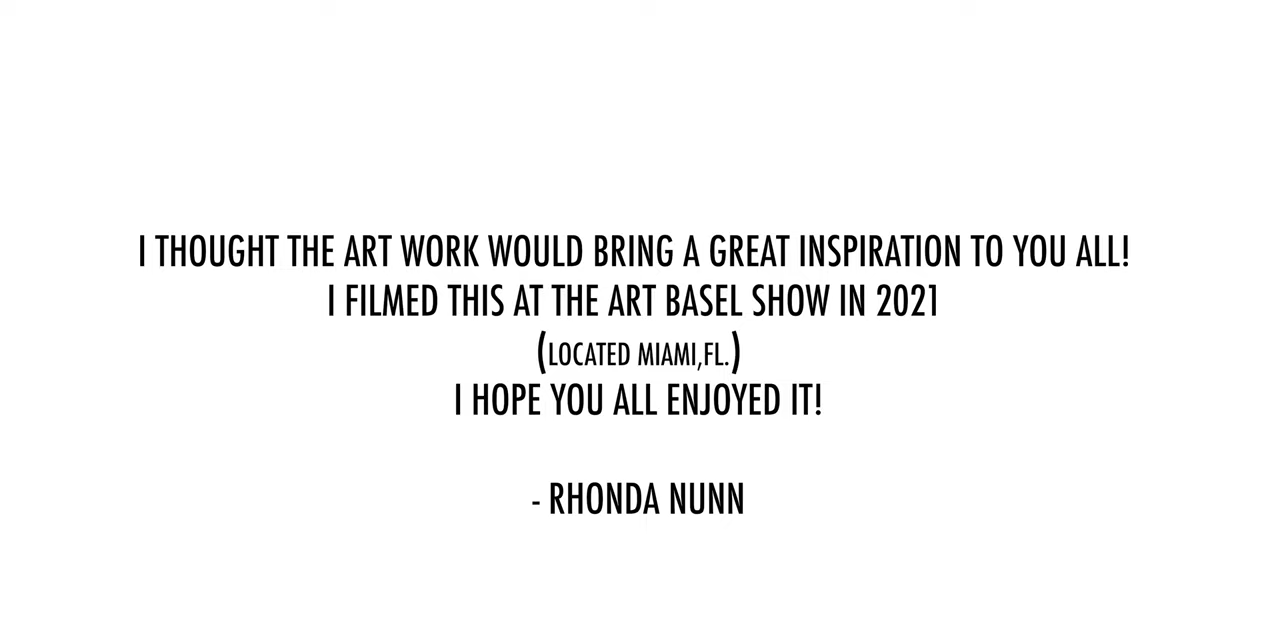 I THOUGHT THE ART WORK WOULD BRING A GREAT INSPIRATION TO YOU ALL!
I FILMED THIS AT THE ART BASEL SHOW IN 2021
(LOCATED MIAMI,FL.)
I HOPE YOU ALL ENJOYED IT!
- RHONDA NUNN